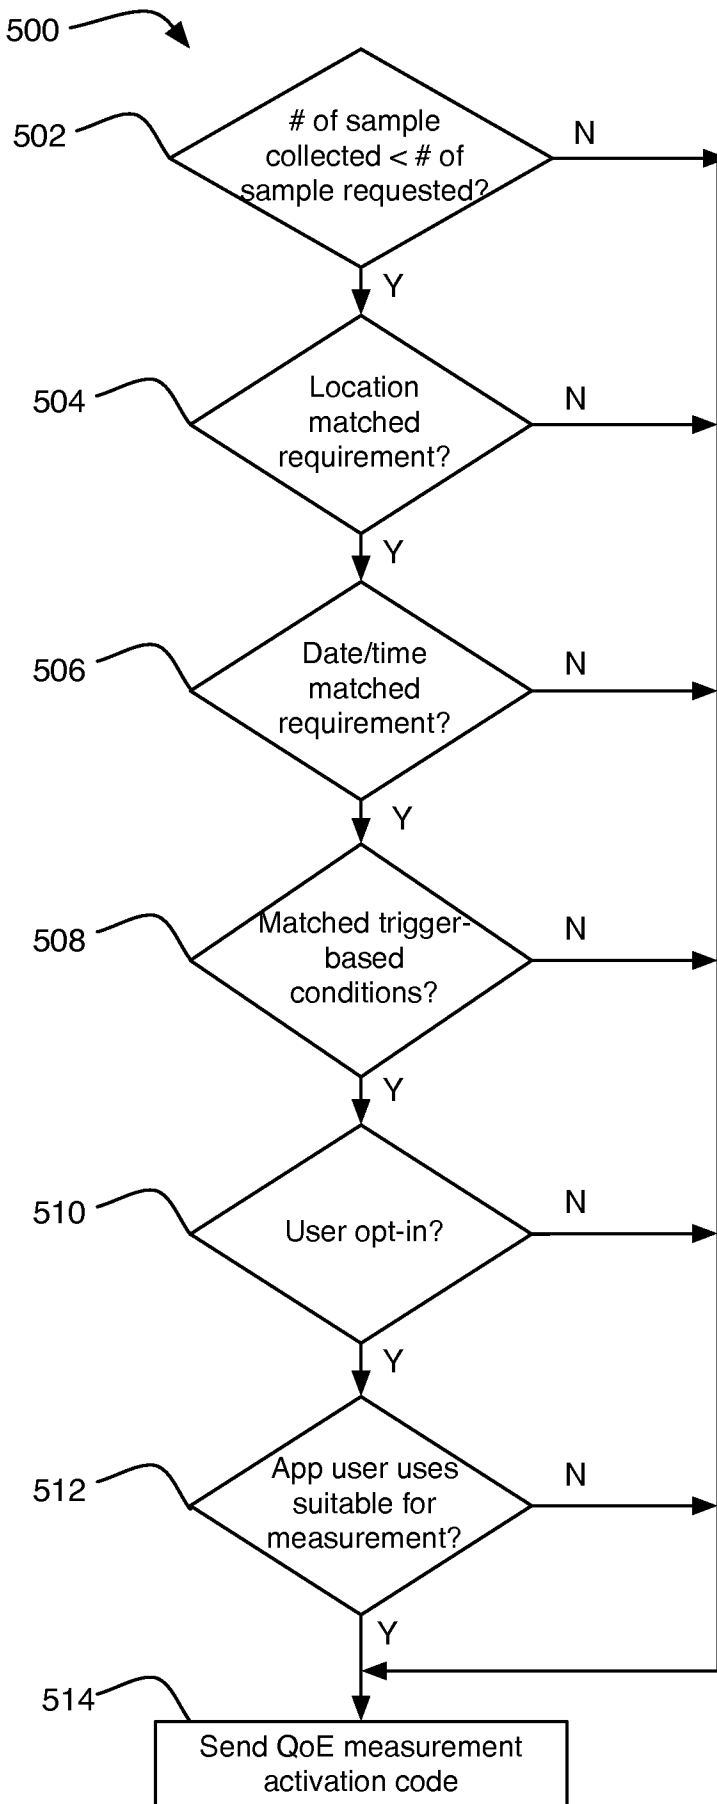 500
502
# of sample
collected < # of
sample requested?
N
Y
504
Location
matched
requirement?
N
Y
506
Date/time
matched
requirement?
N
Y
508
Matched trigger-
based
conditions?
N
Y
510
User opt-in?
N
Y
512
App user uses
suitable for
measurement?
N
Y
514
Send QoE measurement
activation code